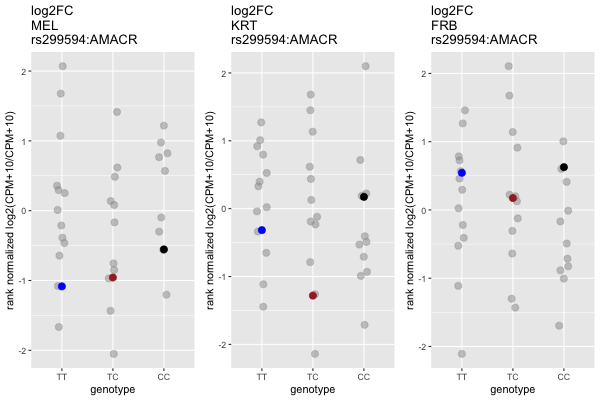 log2FC
MEL
rs299594:AMACR
rank normalized log2(CPM+10/CPM+10)
2
1
0
-1
-2
TT
TC
CC
genotype
log2FC
KRT
rs299594:AMACR
rank normalized log2(CPM+10/CPM+10)
2
1
0
-1
-2
TT
TC
CC
genotype
log2FC
FRB
rs299594:AMACR
rank normalized log2(CPM+10/CPM+10)
2
1
0
-1
-2
TT
TC
CC
genotype